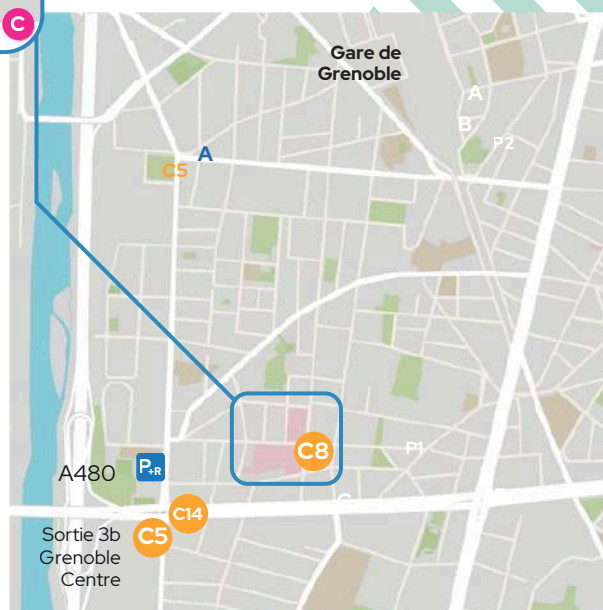 C
Gare de
Grenoble
A
B
P2
A
C5
C8
P1
A480
P+R
C
C14
C5
Sortie 3b
Grenoble
Centre